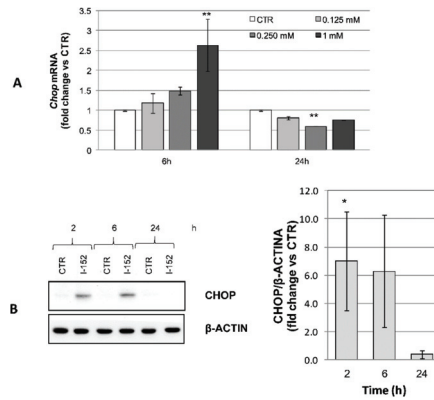 3.5
3
2.5
2
1.5
1
0.5
0
Chop mRNA
(fold change vs CTR)
CTR
0.125 mM
0.250 mM
1 mM
**
**
6h
24h
A
2 6 24 h
CTR I-152 CTR I-152 CTR I-152
CHOP
β-ACTIN
B
CHOP/β-ACTINA
(fld change vs CTR)
12.0
10.0
8.0
6.0
4.0
2.0
0.0
*
2 6 24
Time (h)